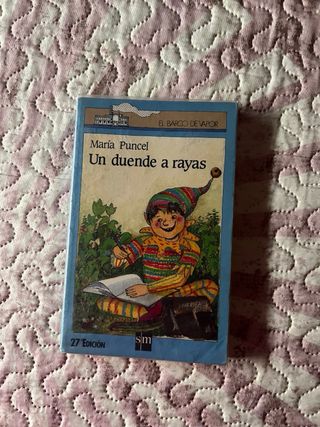 EL BARCO DE VAPOR
María Puncel
Un duende a rayas
27ª EDICIÓN
sm